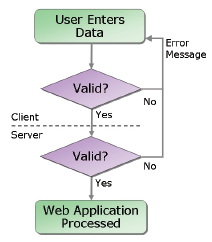 User Enters
Data
Error
Message
Valid?
No
Yes
Client
Server
Valid?
No
Yes
Web Application
Processed